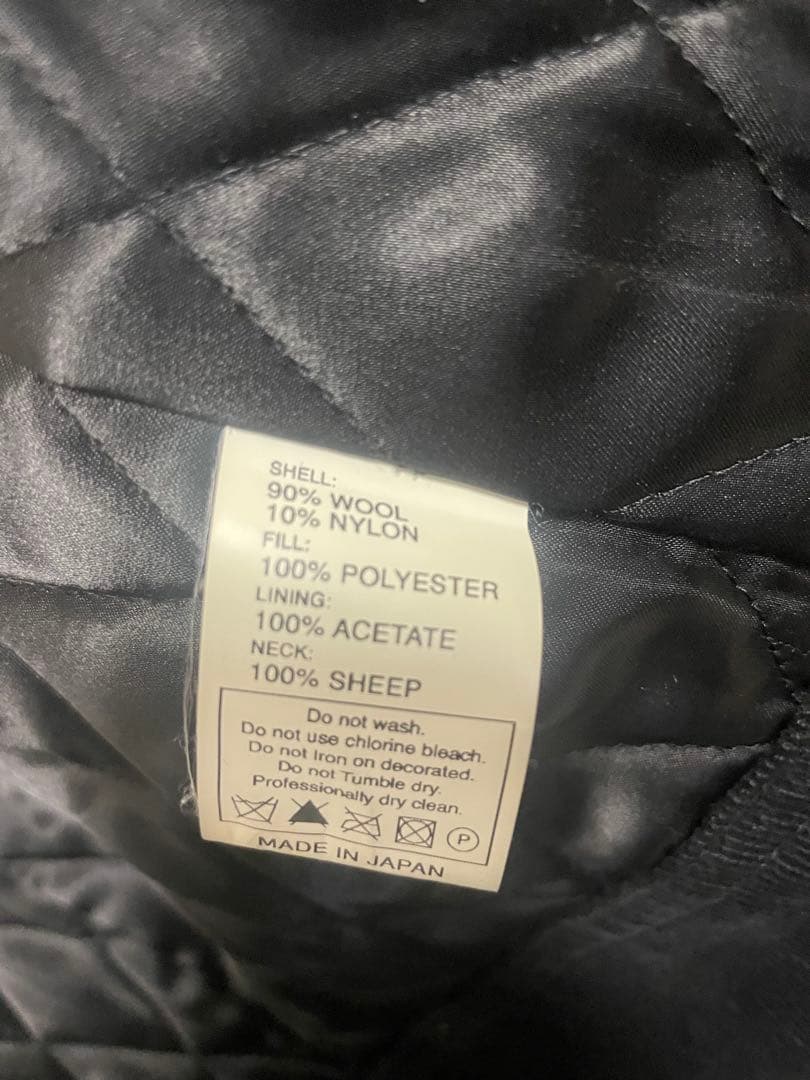 SHELL:
90% WOOL
10% NYLON
FILL:
100% POLYESTER
LINING:
100% ACETATE
NECK:
100% SHEEP
Do not wash.
Do not use chlorine bleach.
Do not Iron on decorated.
Do not Tumble dry.
Professionally dry clean.
P
MADE IN JAPAN